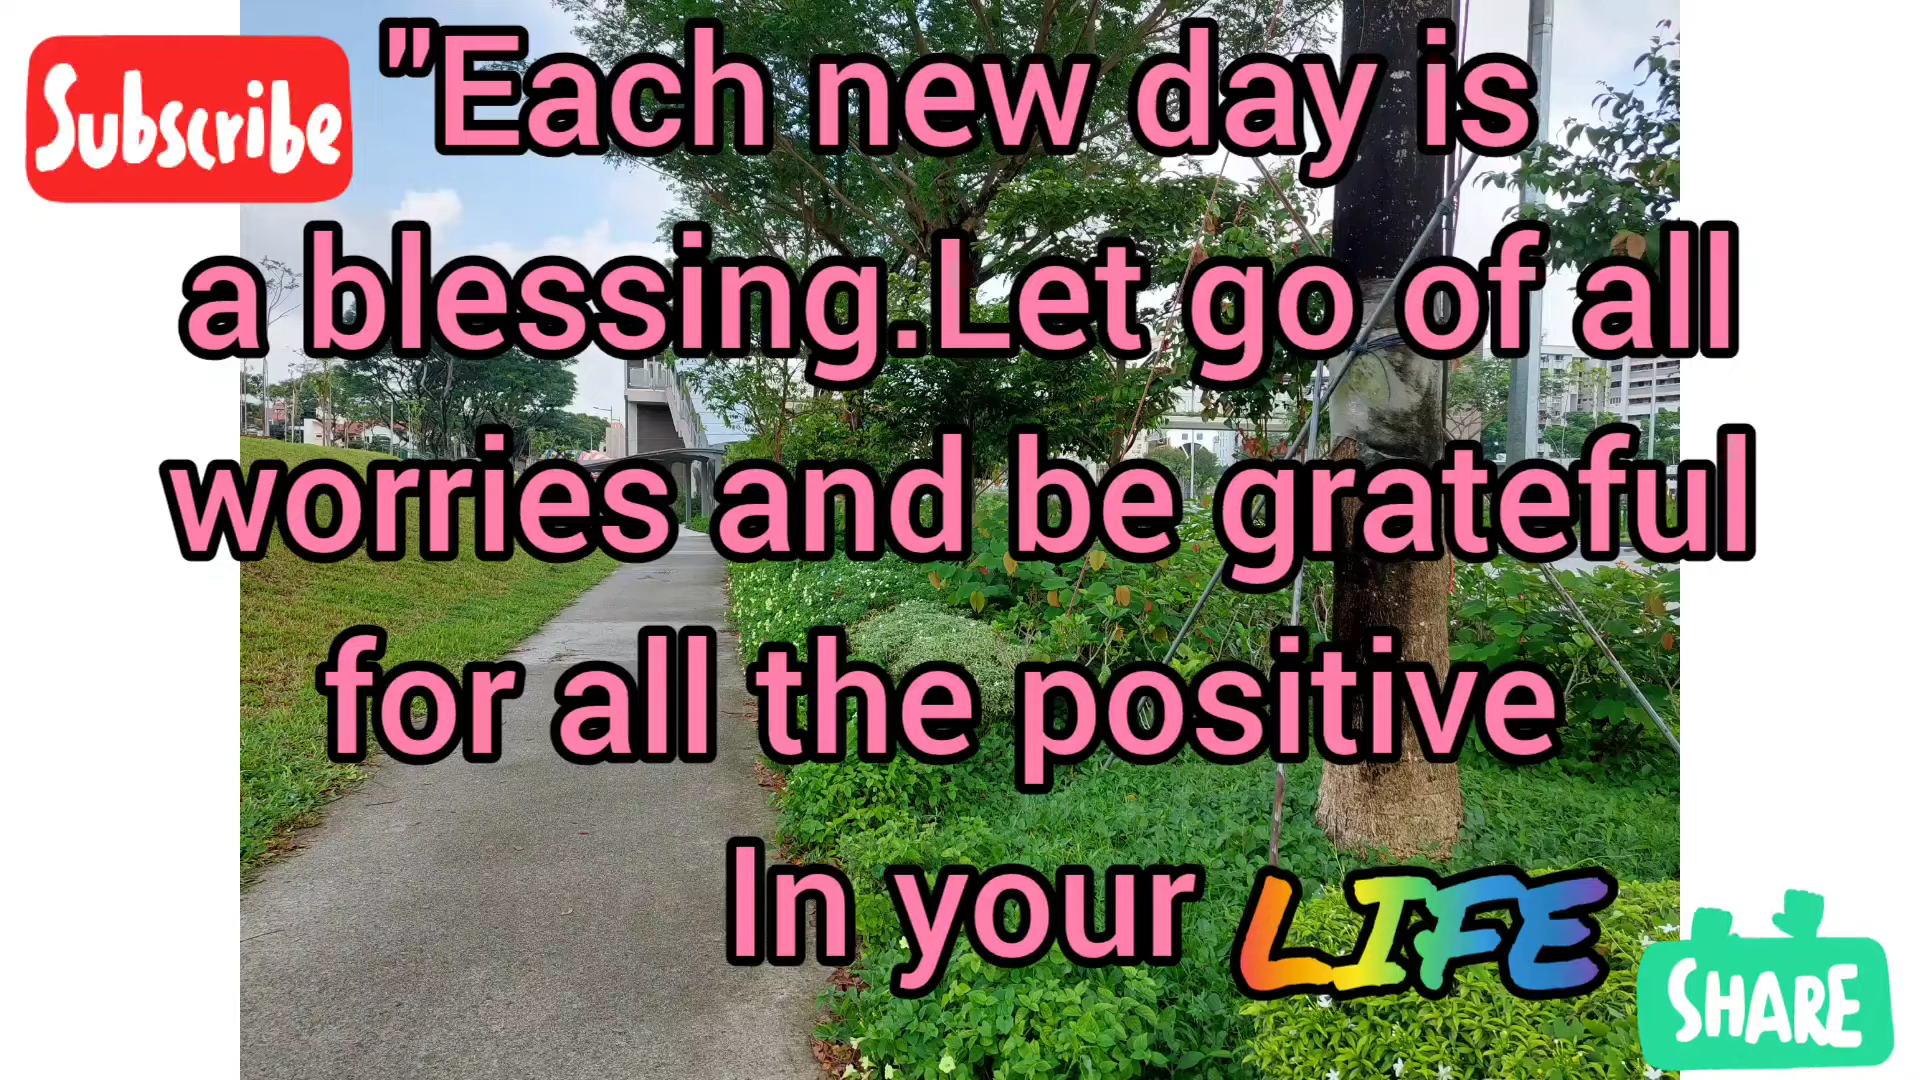 Subscribe
"Each new day is
a blessing.Let go of all
worries and be grateful
for all the positive
In your LIFE
SHARE